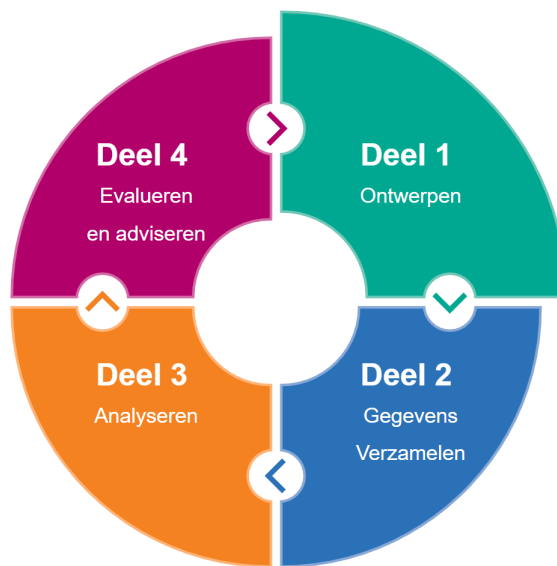 Deel 4
Evalueren
en adviseren
Deel 1
Ontwerpen
Deel 3
Analyseren
Deel 2
Gegevens
Verzamelen